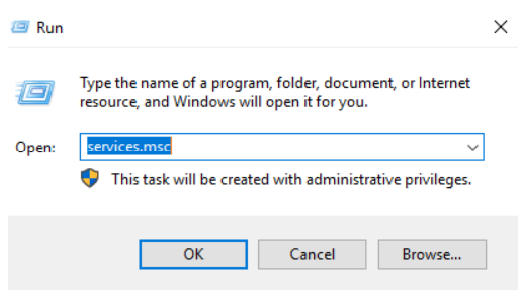 Run
Type the name of a program, folder, document, or Internet
resource, and Windows will open it for you.
Open: services.msc
This task will be created with administrative privileges.
OK Cancel Browse...